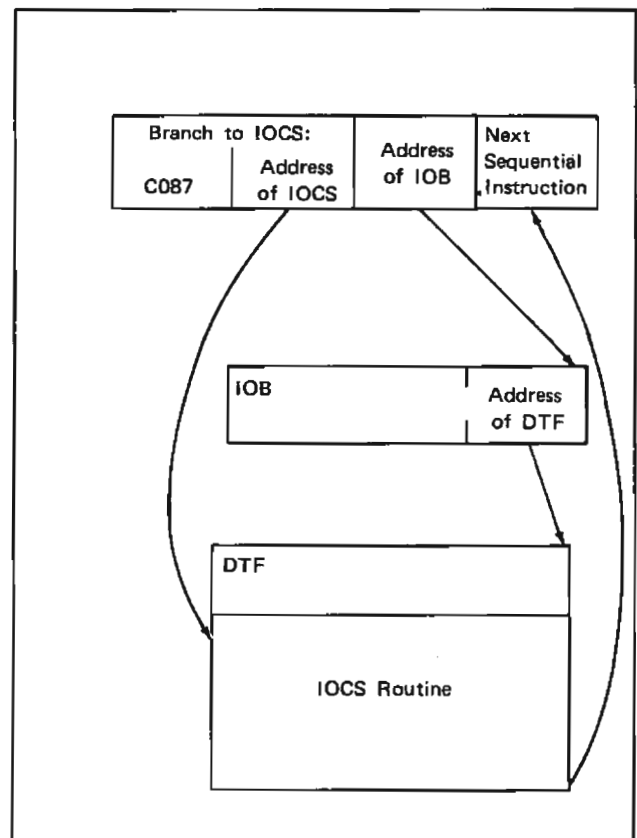 Branch to IOCS:
C087
Address
of IOCS
Address
of IOB
Next
Sequential
Instruction
IOB
Address
of DTF
DTF
IOCS Routine